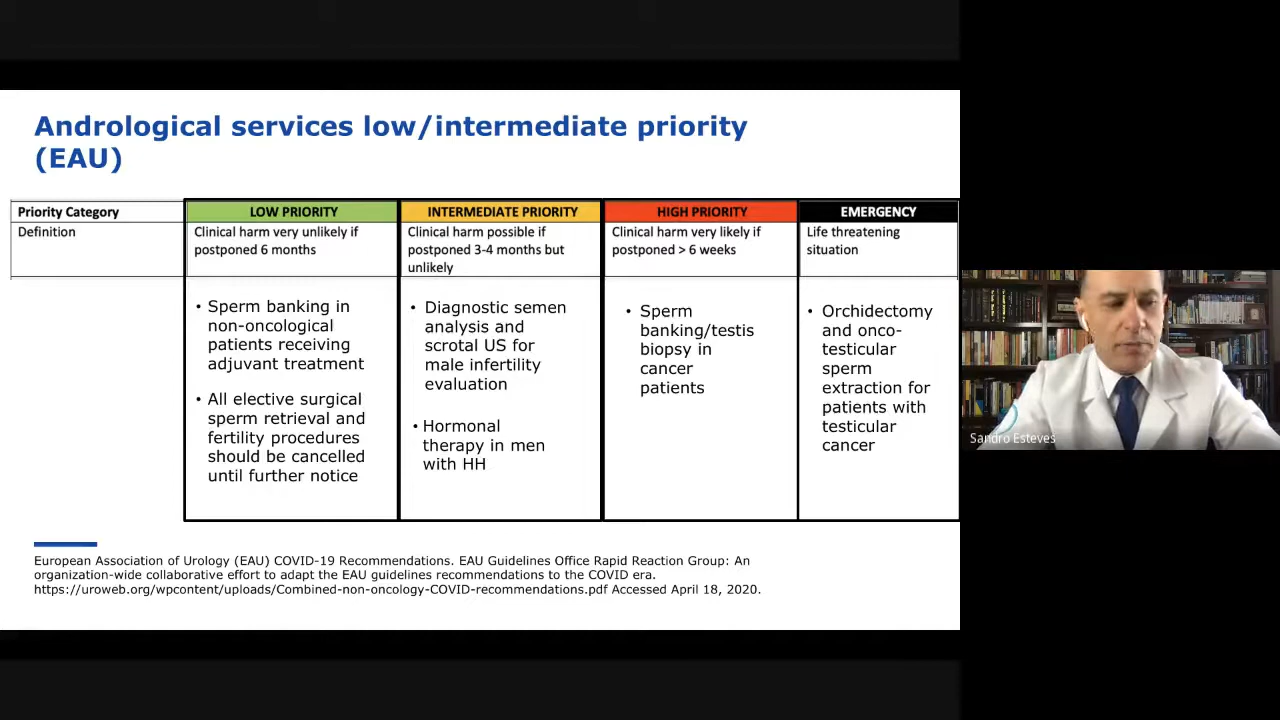 Andrological services low/intermediate priority
(EAU)
Priority Category
LOW PRIORITY
INTERMEDIATE PRIORITY
HIGH PRIORITY
EMERGENCY
Definition
Clinical harm very unlikely if
postponed 6 months
Clinical harm possible if
postponed 3-4 months but
unlikely
Clinical harm very likely if
postponed > 6 weeks
Life threatening
situation
• Sperm banking in
non-oncological
patients receiving
adjuvant treatment
• All elective surgical
sperm retrieval and
fertility procedures
should be cancelled
until further notice
• Diagnostic semen
analysis and
scrotal US for
male infertility
evaluation
• Hormonal
therapy in men
with HH
• Sperm
banking/testis
biopsy in
cancer
patients
• Orchidectomy
and onco-
testicular
sperm
extraction for
patients with
testicular
cancer
European Association of Urology (EAU) COVID-19 Recommendations. EAU Guidelines Office Rapid Reaction Group: An
organization-wide collaborative effort to adapt the EAU guidelines recommendations to the COVID era.
https://uroweb.org/wpcontent/uploads/Combined-non-oncology-COVID-recommendations.pdf Accessed April 18, 2020.
Sandro Esteves